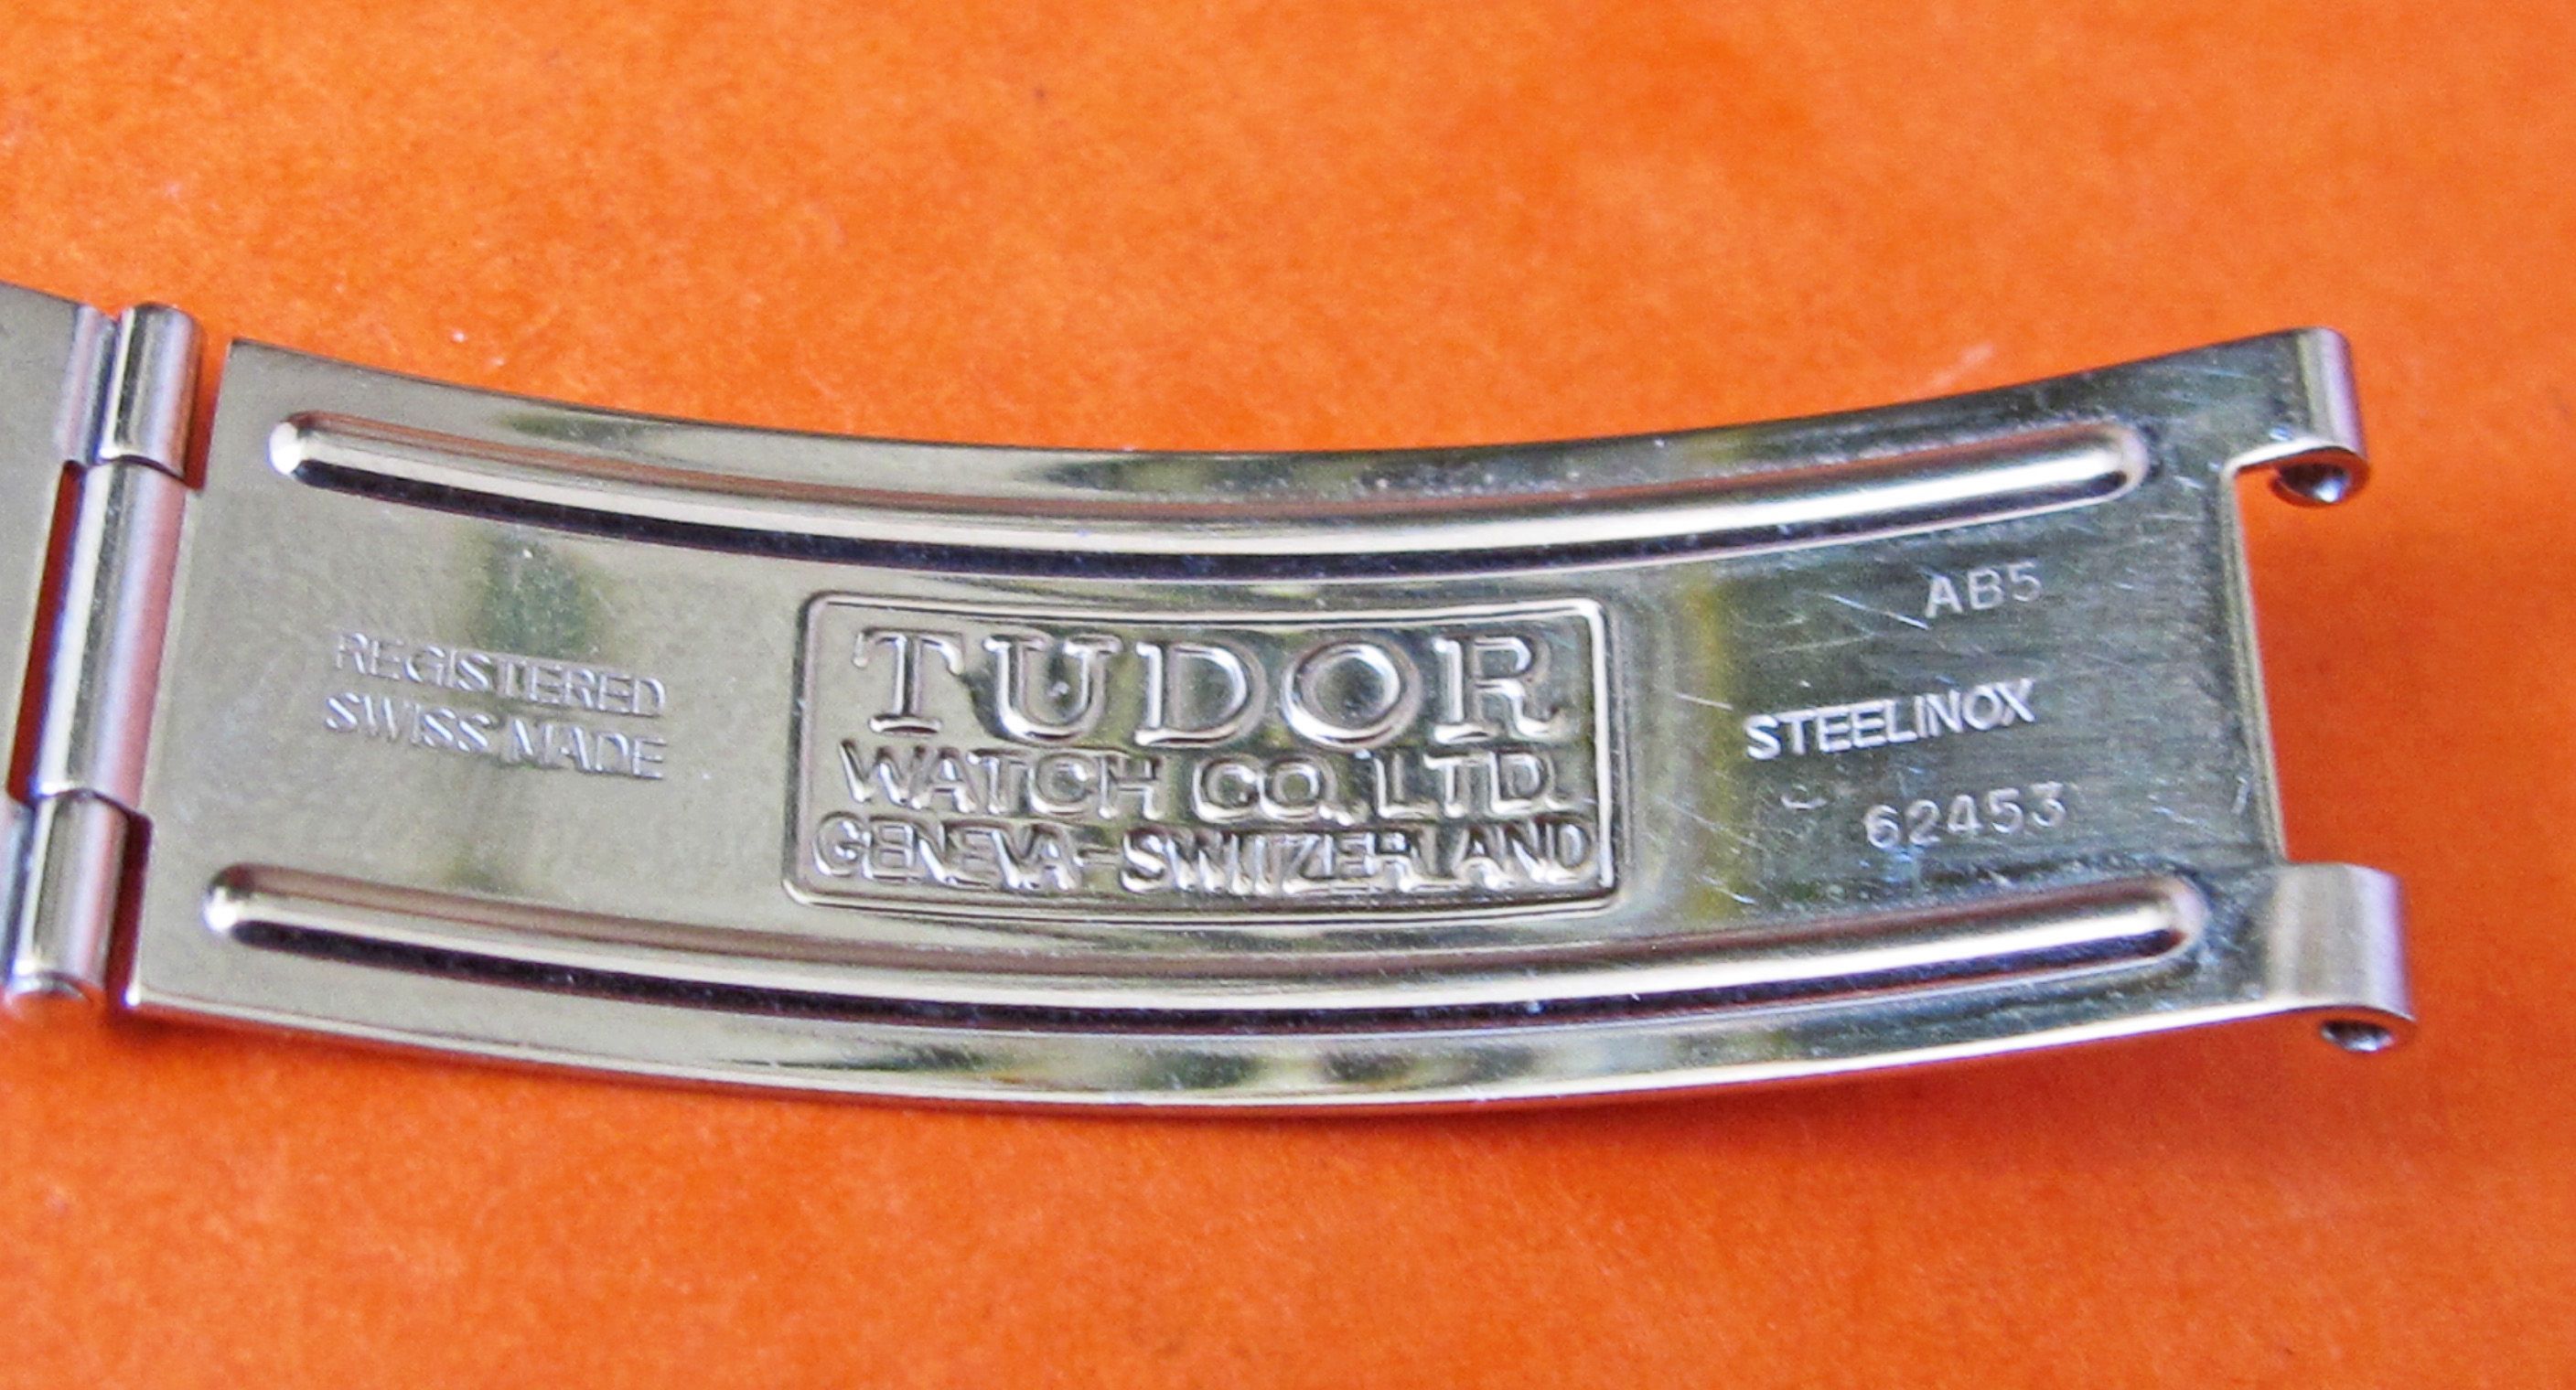 REGISTERED
SWISS MADE
TUDOR
WATCH CO. LTD.
GENEVA-SWITZERLAND
AB5
STEELINOX
62453